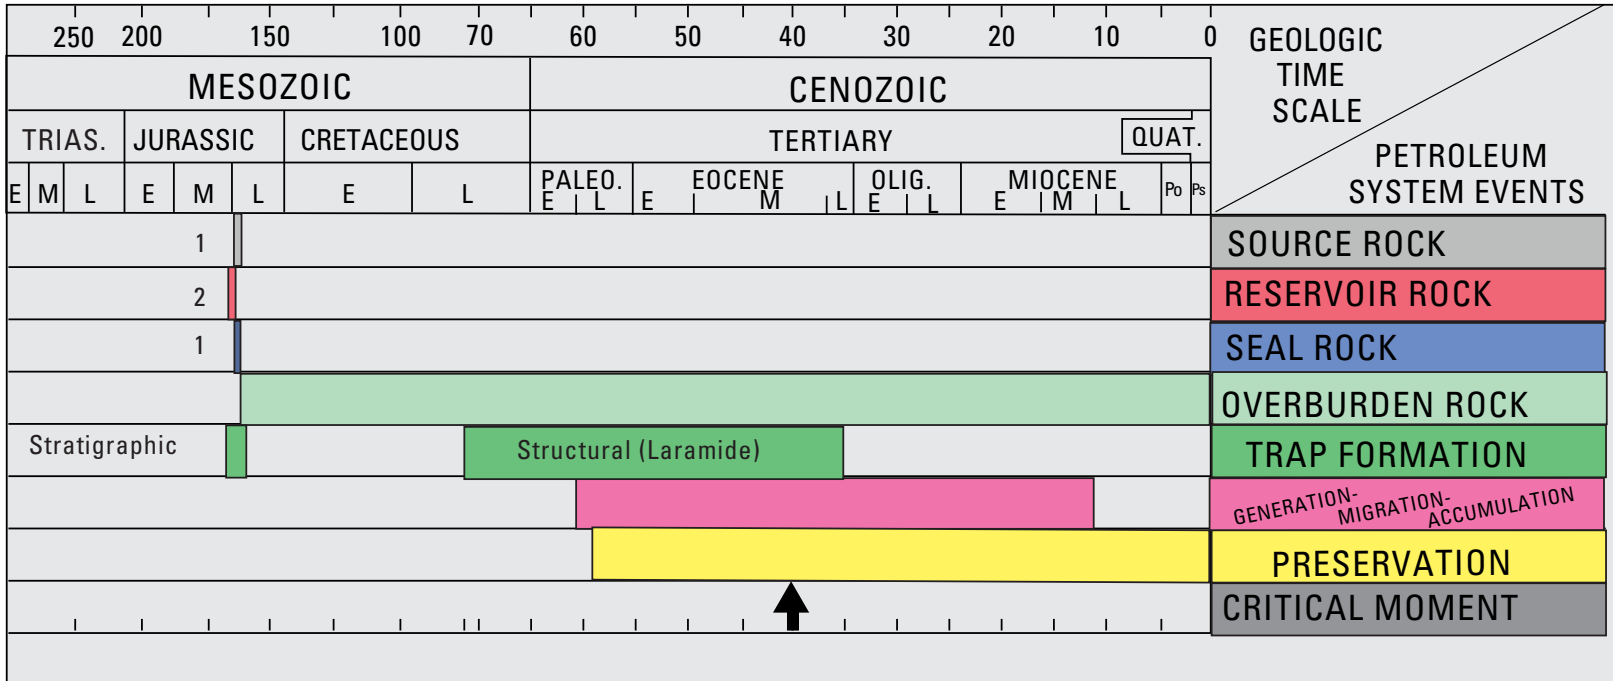 250 200 150 100 70 60 50 40 30 20 10 0
GEOLOGIC
TIME
SCALE
PETROLEUM
SYSTEM EVENTS
MESOZOIC CENOZOIC
TRIAS. JURASSIC CRETACEOUS TERTIARY QUAT.
PALEO. EOCENE OLIG. MIOCENE
E M L E M L E L E L E M L E L E M L Po Ps
1 SOURCE ROCK
2 RESERVOIR ROCK
1 SEAL ROCK
OVERBURDEN ROCK
Stratigraphic Structural (Laramide) TRAP FORMATION
GENERATION-
MIGRATION-
ACCUMULATION
PRESERVATION
CRITICAL MOMENT